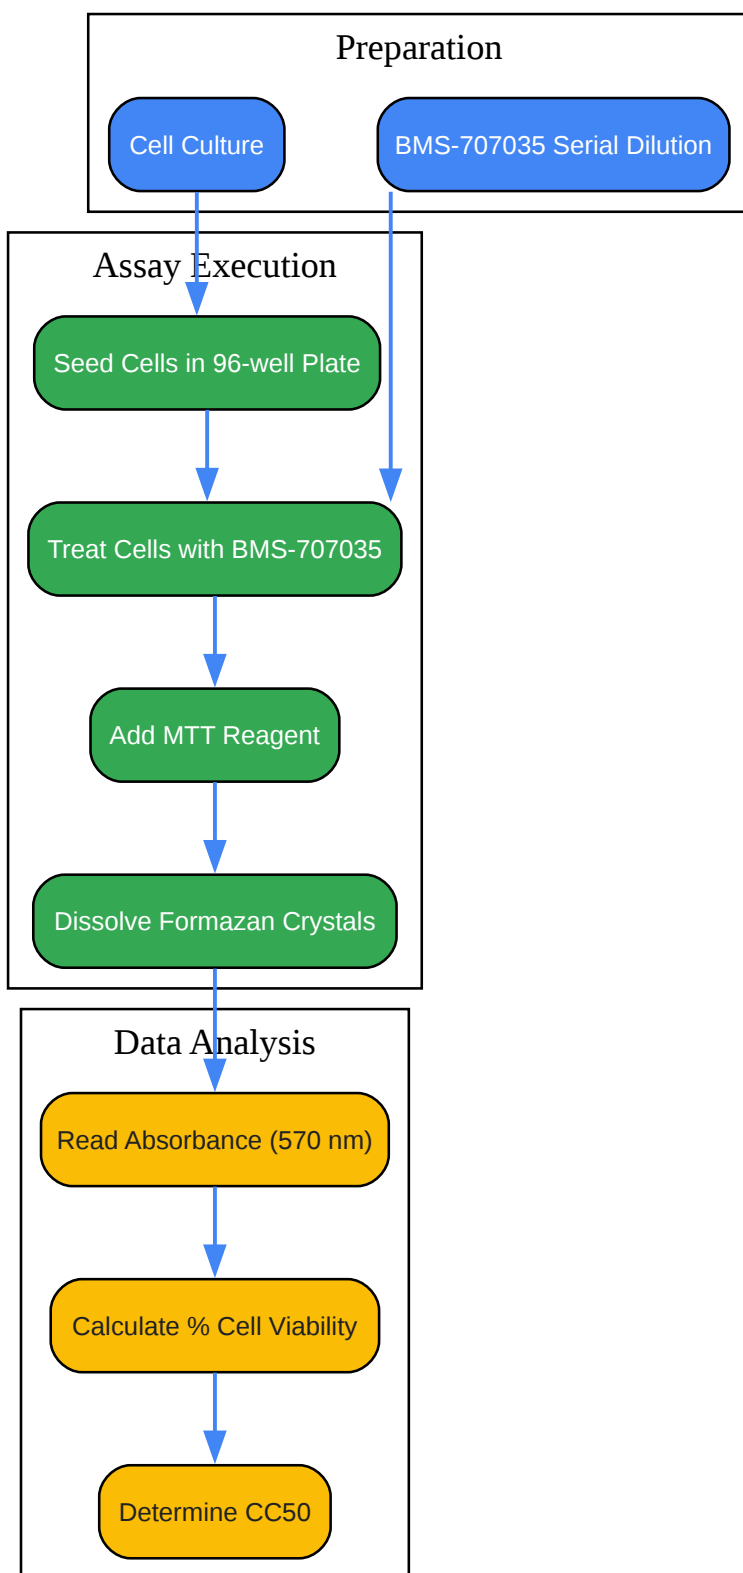 Preparation
Cell Culture
BMS-707035 Serial Dilution
Assay Execution
Seed Cells in 96-well Plate
Treat Cells with BMS-707035
Add MTT Reagent
Dissolve Formazan Crystals
Data Analysis
Read Absorbance (570 nm)
Calculate % Cell Viability
Determine CC50